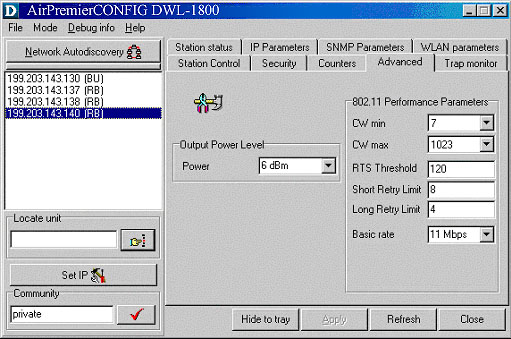 D AirPremierCONFIG DWL-1800
File Mode Debug info Help
Network Autodiscovery
199.203.143.130 (BU)
199.203.143.137 (RB)
199.203.143.138 (RB)
199.203.143.140 (RB)
Locate unit
Set IP
Community
private
Station status IP Parameters SNMP Parameters WLAN parameters
Station Control Security Counters Advanced Trap monitor
Output Power Level
Power 6 dBm
802.11 Performance Parameters
CW min 7
CW max 1023
RTS Threshold 120
Short Retry Limit 8
Long Retry Limit 4
Basic rate 11 Mbps
Hide to tray Apply Refresh Close